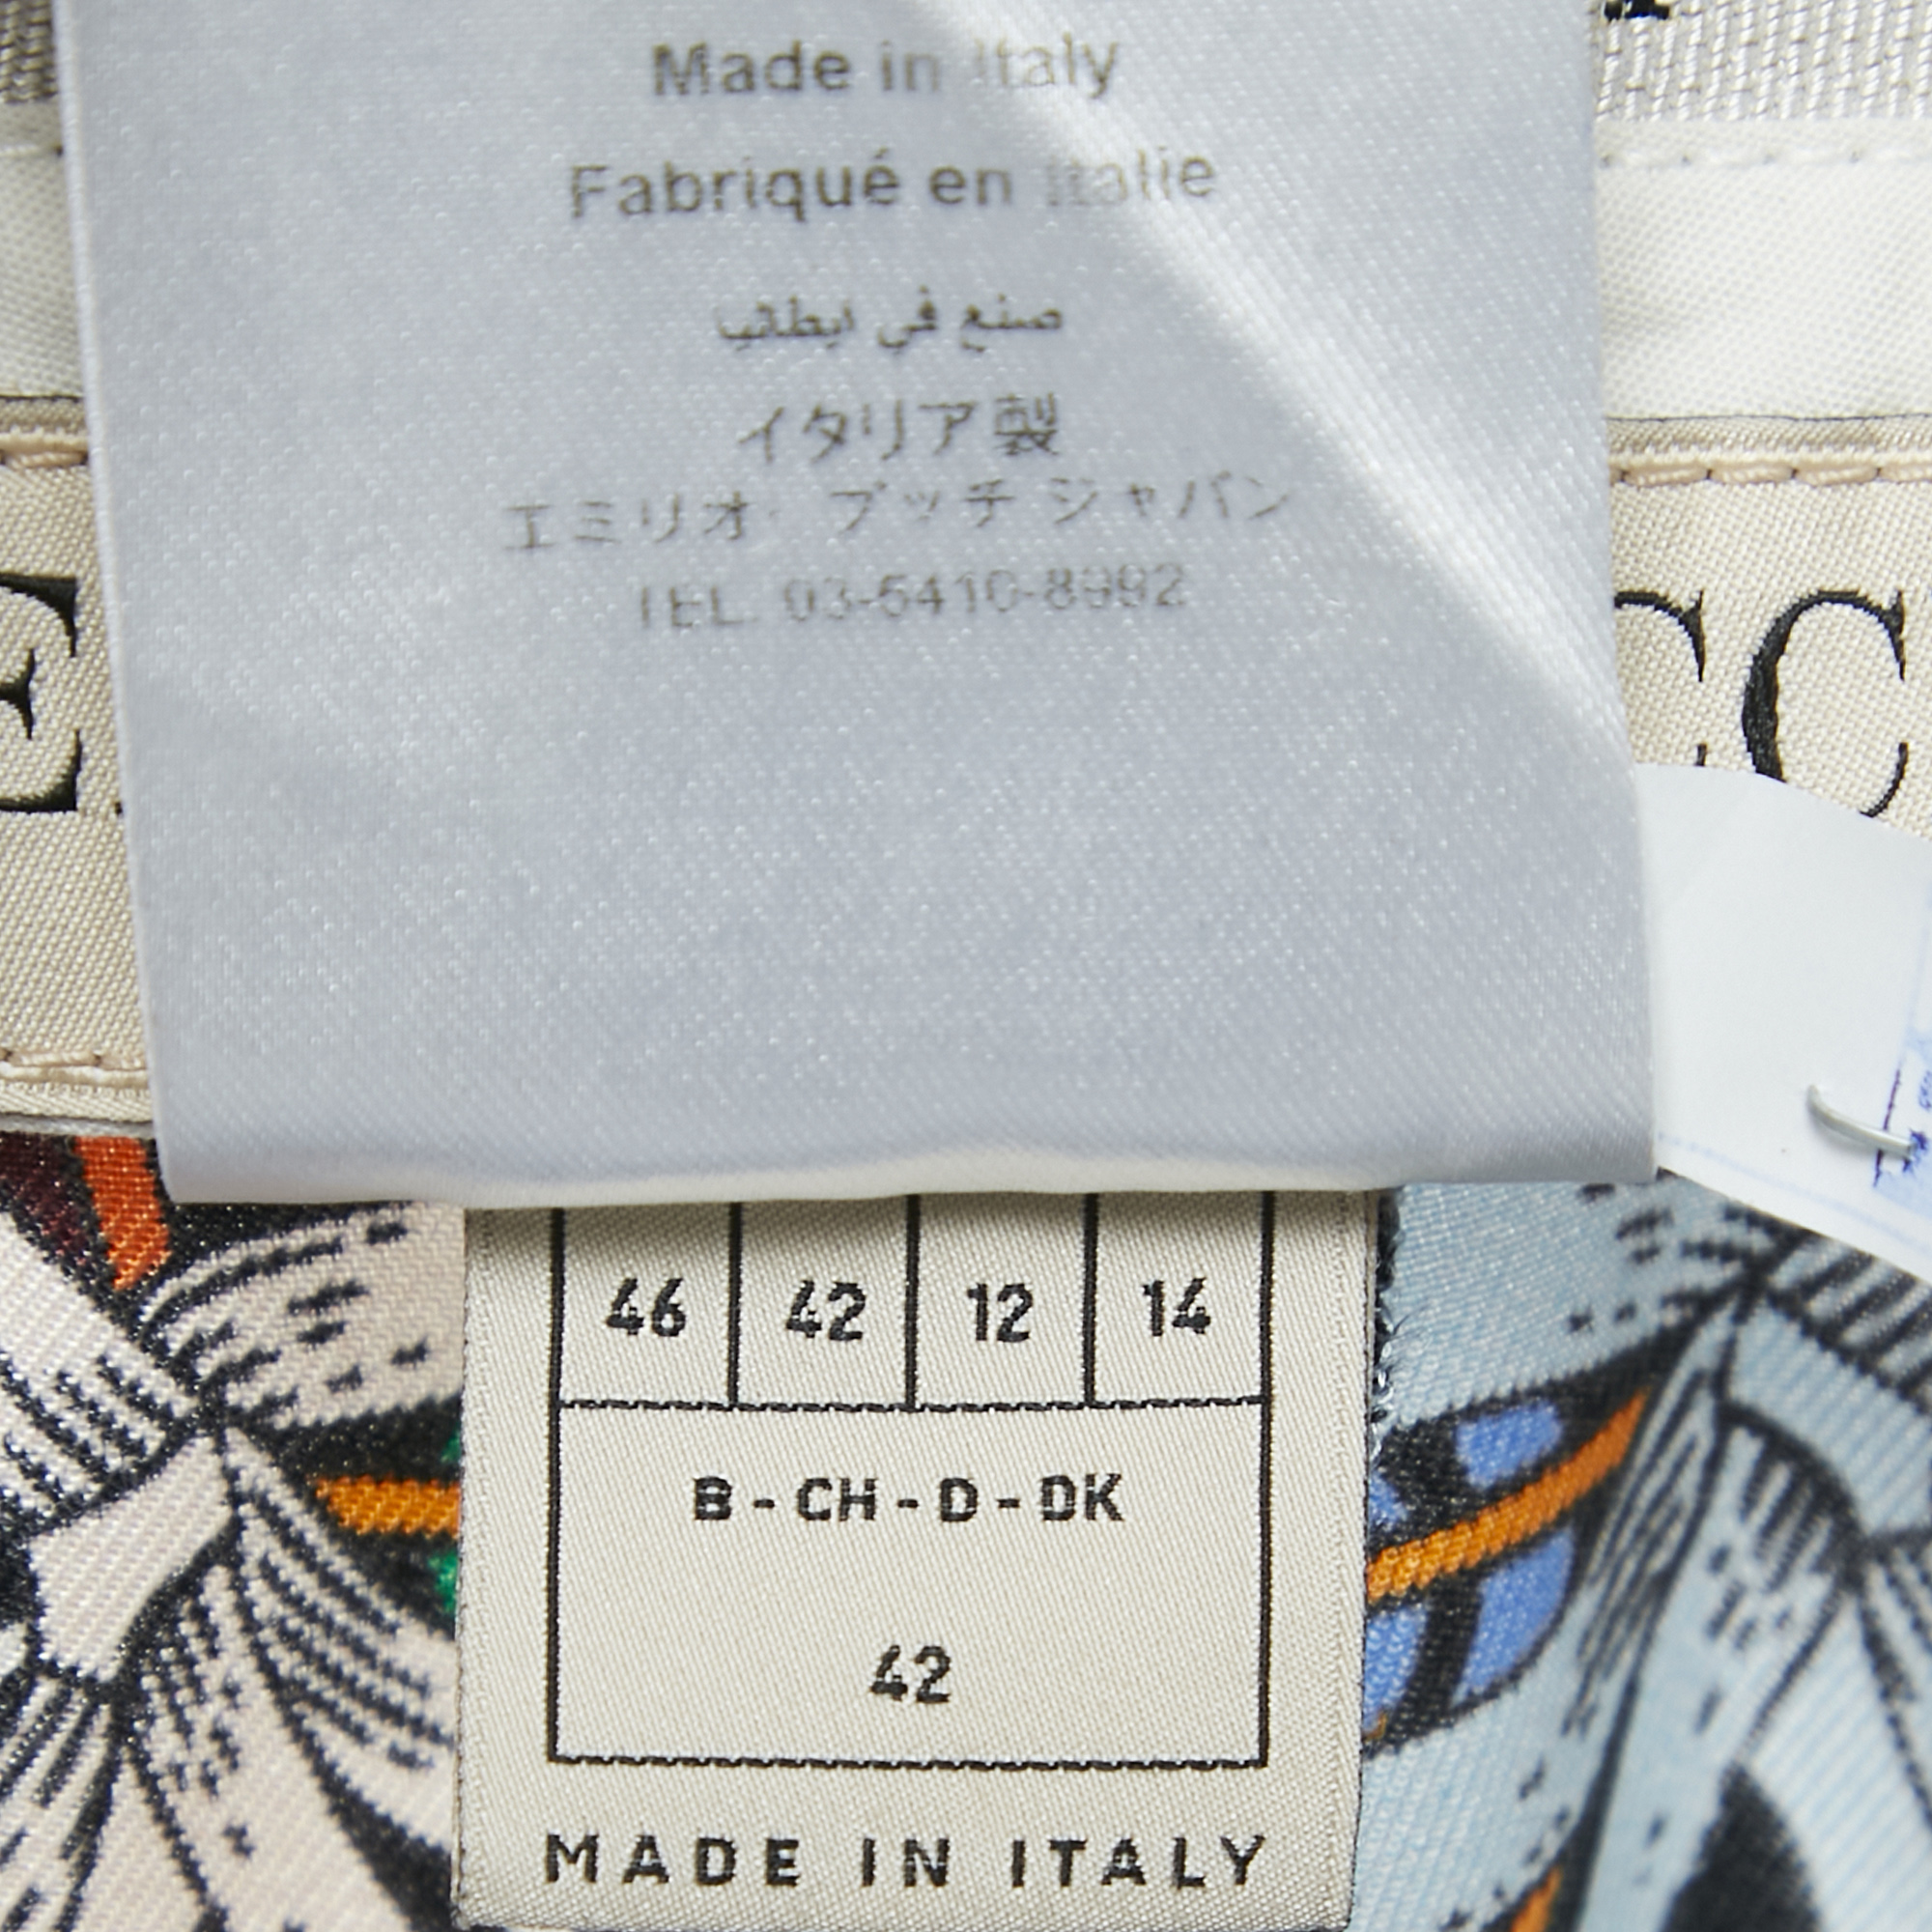 Made in Italy
Fabriqué en Italie
صنع في ايطاليا
イタリア製
エミリオ・プッチ ジャパン
TEL. 03-5410-8992
E
CC
46 42 12 14
B - CH - D - DK
42
MADE IN ITALY